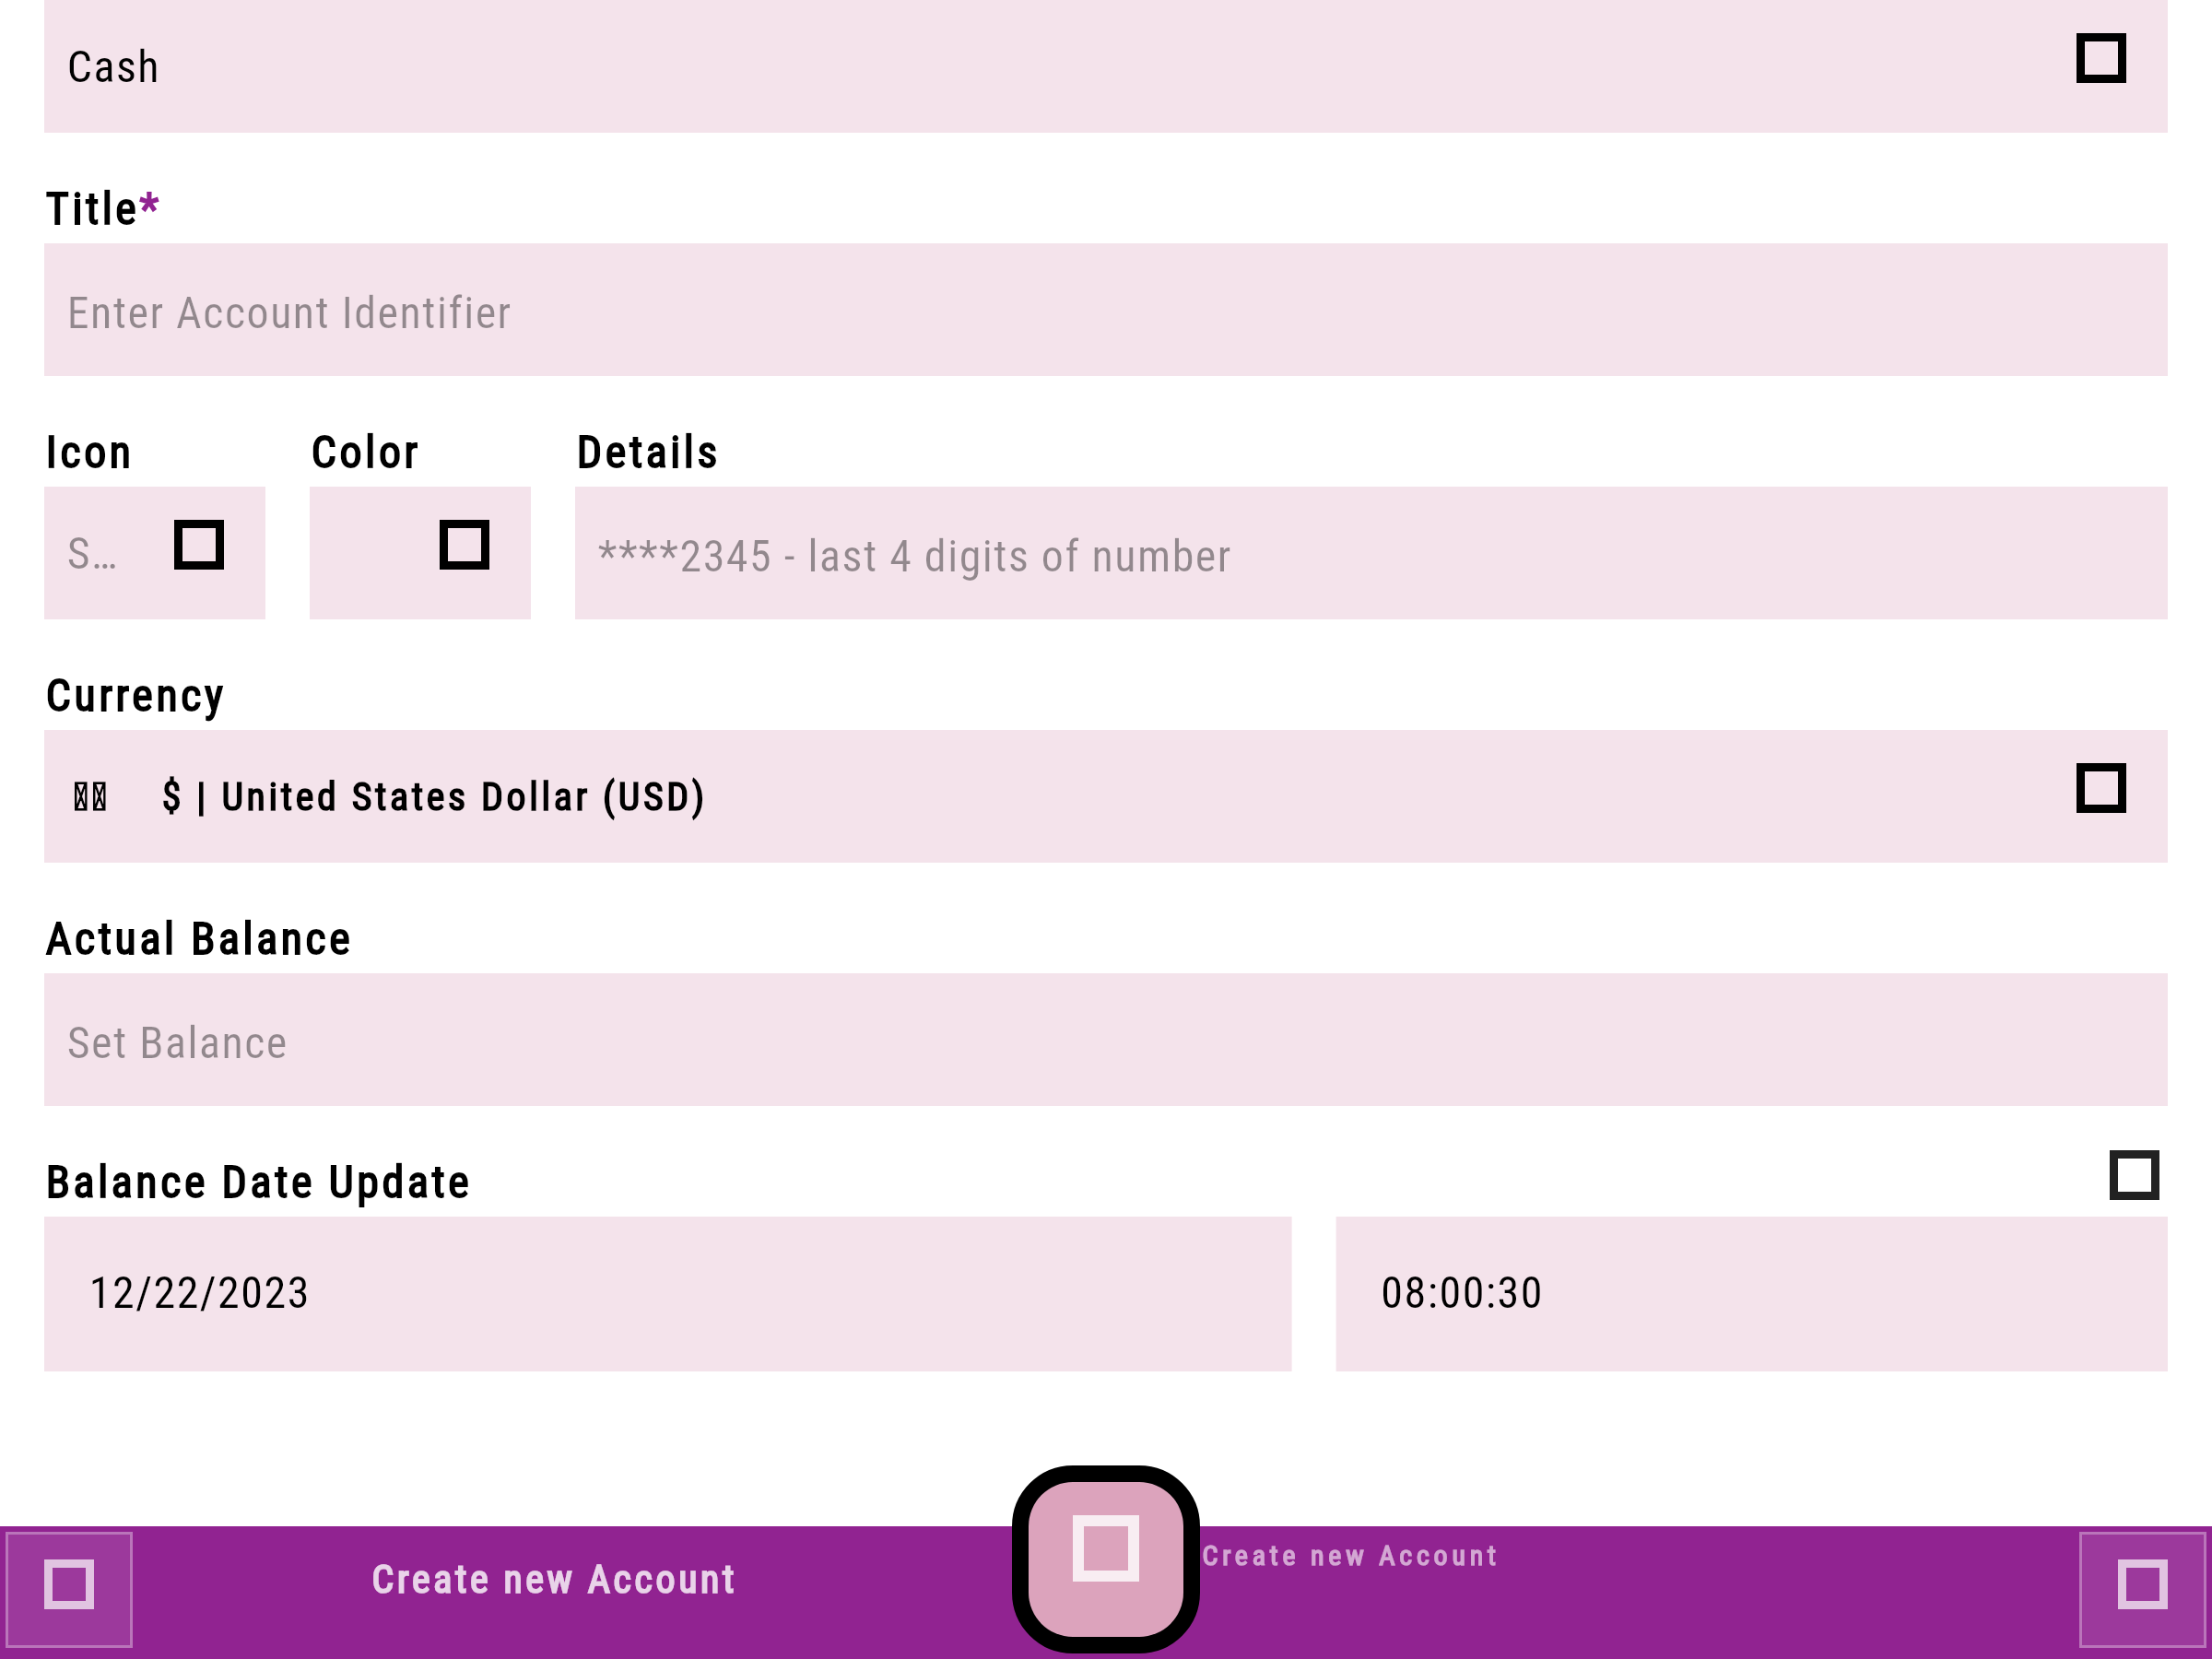 Cash
Title*
Enter Account Identifier
Icon Color Details
S… ****2345 - last 4 digits of number
Currency
$ | United States Dollar (USD)
Actual Balance
Set Balance
Balance Date Update
12/22/2023 08:00:30
Create new Account Create new Account